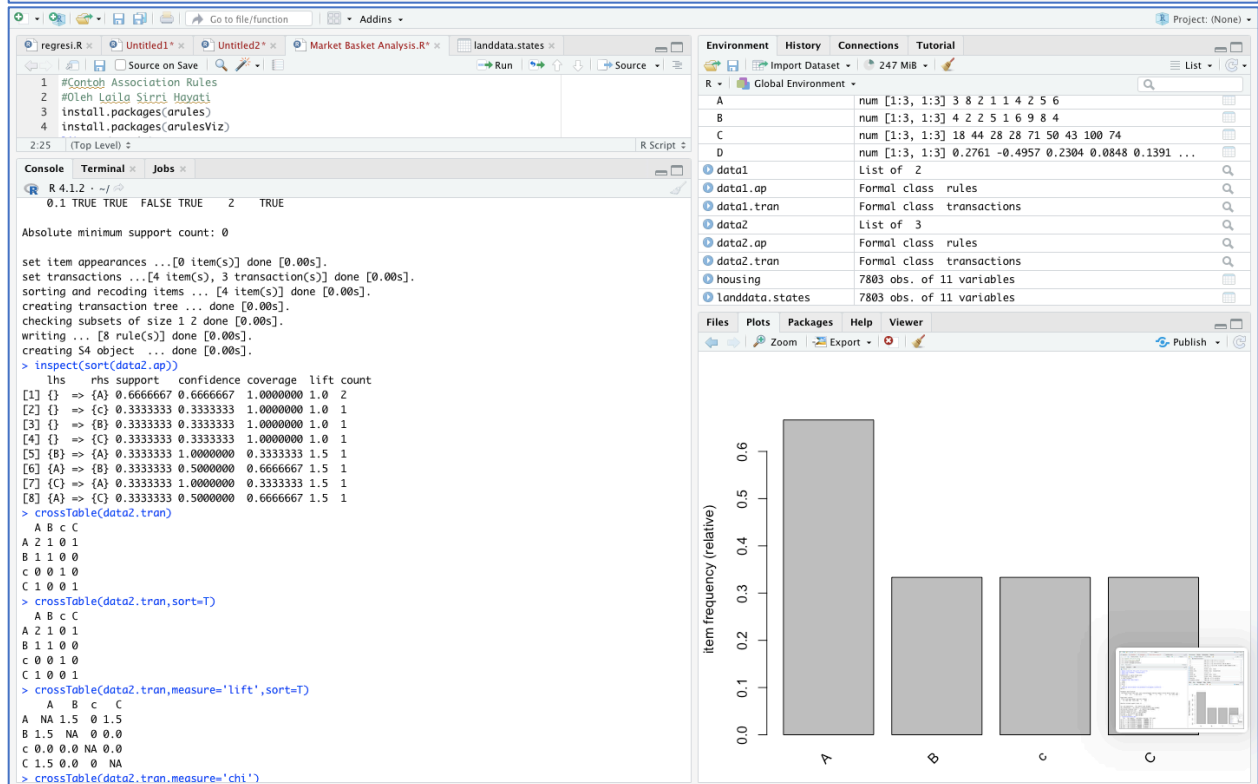 Go to file/function
Addins
Project: (None)
regresi.R
Untitled1*
Untitled2*
Market Basket Analysis.R*
landdata.states
Source on Save
Run
Source
1 #Contoh Association Rules
2 #Oleh Laila Sirri Hayati
3 install.packages(arules)
4 install.packages(arulesViz)
2:25 (Top Level)
R Script
Console Terminal Jobs
R 4.1.2 · ~/
0.1 TRUE TRUE FALSE TRUE 2 TRUE
Absolute minimum support count: 0
set item appearances ...[0 item(s)] done [0.00s].
set transactions ...[4 item(s), 3 transaction(s)] done [0.00s].
sorting and recoding items ... [4 item(s)] done [0.00s].
creating transaction tree ... done [0.00s].
checking subsets of size 1 2 done [0.00s].
writing ... [8 rule(s)] done [0.00s].
creating S4 object ... done [0.00s].
> inspect(sort(data2.ap))
lhs rhs support confidence coverage lift count
[1] {} => {A} 0.6666667 0.6666667 1.0000000 1.0 2
[2] {} => {c} 0.3333333 0.3333333 1.0000000 1.0 1
[3] {} => {B} 0.3333333 0.3333333 1.0000000 1.0 1
[4] {} => {C} 0.3333333 0.3333333 1.0000000 1.0 1
[5] {B} => {A} 0.3333333 1.0000000 0.3333333 1.5 1
[6] {A} => {B} 0.3333333 0.5000000 0.6666667 1.5 1
[7] {C} => {A} 0.3333333 1.0000000 0.3333333 1.5 1
[8] {A} => {C} 0.3333333 0.5000000 0.6666667 1.5 1
> crossTable(data2.tran)
A B c C
A 2 1 0 1
B 1 1 0 0
c 0 0 1 0
C 1 0 0 1
> crossTable(data2.tran,sort=T)
A B c C
A 2 1 0 1
B 1 1 0 0
c 0 0 1 0
C 1 0 0 1
> crossTable(data2.tran,measure='lift',sort=T)
A B c C
A NA 1.5 0 1.5
B 1.5 NA 0 0.0
c 0.0 0.0 NA 0.0
C 1.5 0.0 0 NA
> crossTable(data2.tran,measure='chi')
Environment History Connections Tutorial
Import Dataset
247 MiB
List
R
Global Environment
A num [1:3, 1:3] 3 8 2 1 1 4 2 5 6
B num [1:3, 1:3] 4 2 2 5 1 6 9 8 4
C num [1:3, 1:3] 18 44 28 28 71 50 43 100 74
D num [1:3, 1:3] 0.2761 -0.4957 0.2304 0.0848 0.1391 ...
data1 List of 2
data1.ap Formal class rules
data1.tran Formal class transactions
data2 List of 3
data2.ap Formal class rules
data2.tran Formal class transactions
housing 7803 obs. of 11 variables
landdata.states 7803 obs. of 11 variables
Files Plots Packages Help Viewer
Zoom
Export
Publish
item frequency (relative)
0.6
0.5
0.4
0.3
0.2
0.1
0.0
A B c C